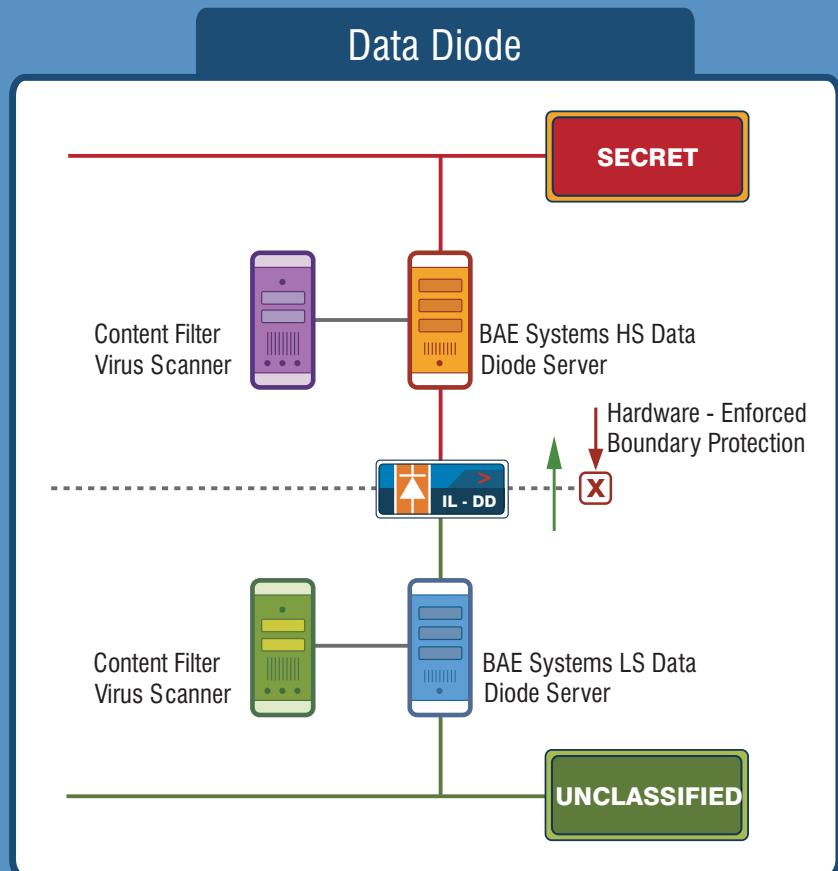 Data Diode
SECRET
Content Filter
Virus Scanner
BAE Systems HS Data
Diode Server
Hardware - Enforced
Boundary Protection
>
IL - DD
X
Content Filter
Virus Scanner
BAE Systems LS Data
Diode Server
UNCLASSIFIED